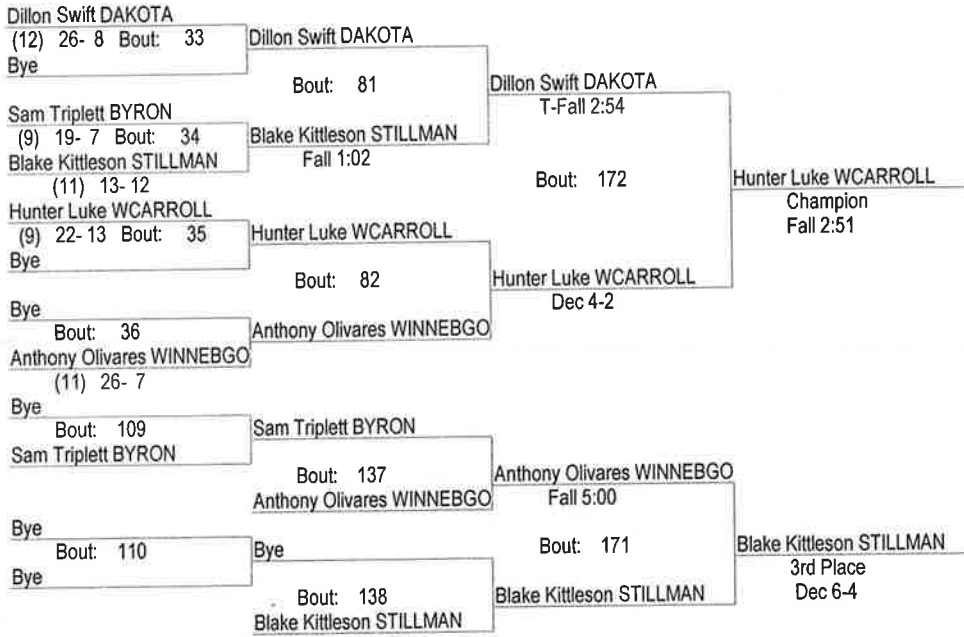 Dillon Swift DAKOTA
(12) 26- 8 Bout: 33
Bye
Sam Triplett BYRON
(9) 19- 7 Bout: 34
Blake Kittleson STILLMAN
(11) 13- 12
Hunter Luke WCARROLL
(9) 22- 13 Bout: 35
Bye
Bye
Bout: 36
Anthony Olivares WINNEBGO
(11) 26- 7
Bye
Bout: 109
Sam Triplett BYRON
Bye
Bout: 110
Bye
Dillon Swift DAKOTA
Bout: 81
Blake Kittleson STILLMAN
Fall 1:02
Hunter Luke WCARROLL
Bout: 82
Anthony Olivares WINNEBGO
Sam Triplett BYRON
Bout: 137
Anthony Olivares WINNEBGO
Bye
Bout: 138
Blake Kittleson STILLMAN
Dillon Swift DAKOTA
T-Fall 2:54
Bout: 172
Hunter Luke WCARROLL
Dec 4-2
Anthony Olivares WINNEBGO
Fall 5:00
Bout: 171
Blake Kittleson STILLMAN
Hunter Luke WCARROLL
Champion
Fall 2:51
Blake Kittleson STILLMAN
3rd Place
Dec 6-4